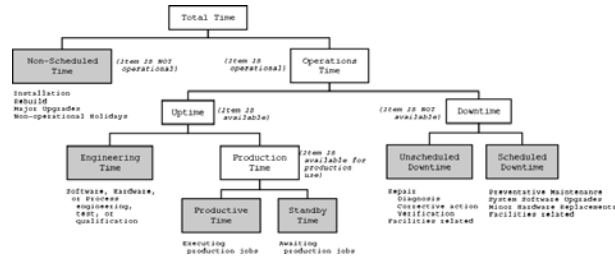 Total Time
Non-Scheduled
Time
(Item IS NOT
operational)
(Item IS
operational)
Operations
Time
Installation
Rebuild
Major Upgrades
Non-operational Holidays
Uptime
(Item IS
available)
(Item IS NOT
available)
Downtime
Engineering
Time
Production
Time
(Item IS
available for
production
use)
Unscheduled
Downtime
Scheduled
Downtime
Software, Hardware,
or Process
engineering,
test, or
qualification
Productive
Time
Standby
Time
Repair
Diagnosis
Corrective action
Verification
Facilities related
Preventative Maintenance
System Software Upgrades
Minor Hardware Replacements
Facilities related
Executing
production jobs
Awaiting
production jobs